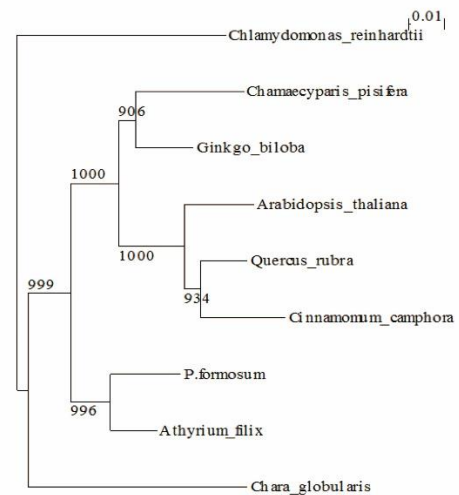 0.01
Chlamydomonas_reinhardtii
Chamaecyparis_pisifera
906
Ginkgo_biloba
1000
Arabidopsis_thaliana
1000
Quercus_rubra
999
934
Cinnamomum_camphora
P.formosum
996
Athyrium_filix
Chara_globularis